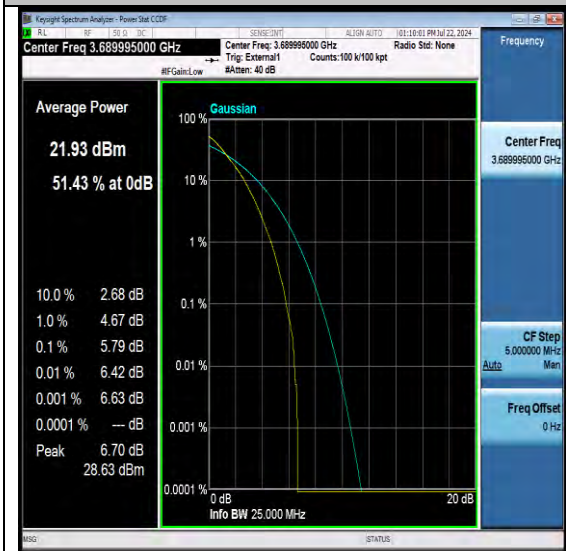 Keysight Spectrum Analyzer - Power Stat CCDF
RL RF 50 Ω DC SENSE:INT ALIGN AUTO 01:10:01 PM Jul 22, 2024
Center Freq 3.689995000 GHz
Center Freq: 3.689995000 GHz Radio Std: None
Trig: External1 Counts:100 k/100 kpt
#IFGain:Low #Atten: 40 dB
Frequency
Average Power
21.93 dBm
51.43 % at 0dB
10.0 % 2.68 dB
1.0 % 4.67 dB
0.1 % 5.79 dB
0.01 % 6.42 dB
0.001 % 6.63 dB
0.0001 % --- dB
Peak 6.70 dB
28.63 dBm
Gaussian
100 %
10 %
1 %
0.1 %
0.01 %
0.001 %
0.0001 %
0 dB 20 dB
Info BW 25.000 MHz
Center Freq
3.689995000 GHz
CF Step
5.000000 MHz
Auto Man
Freq Offset
0 Hz
MSG STATUS